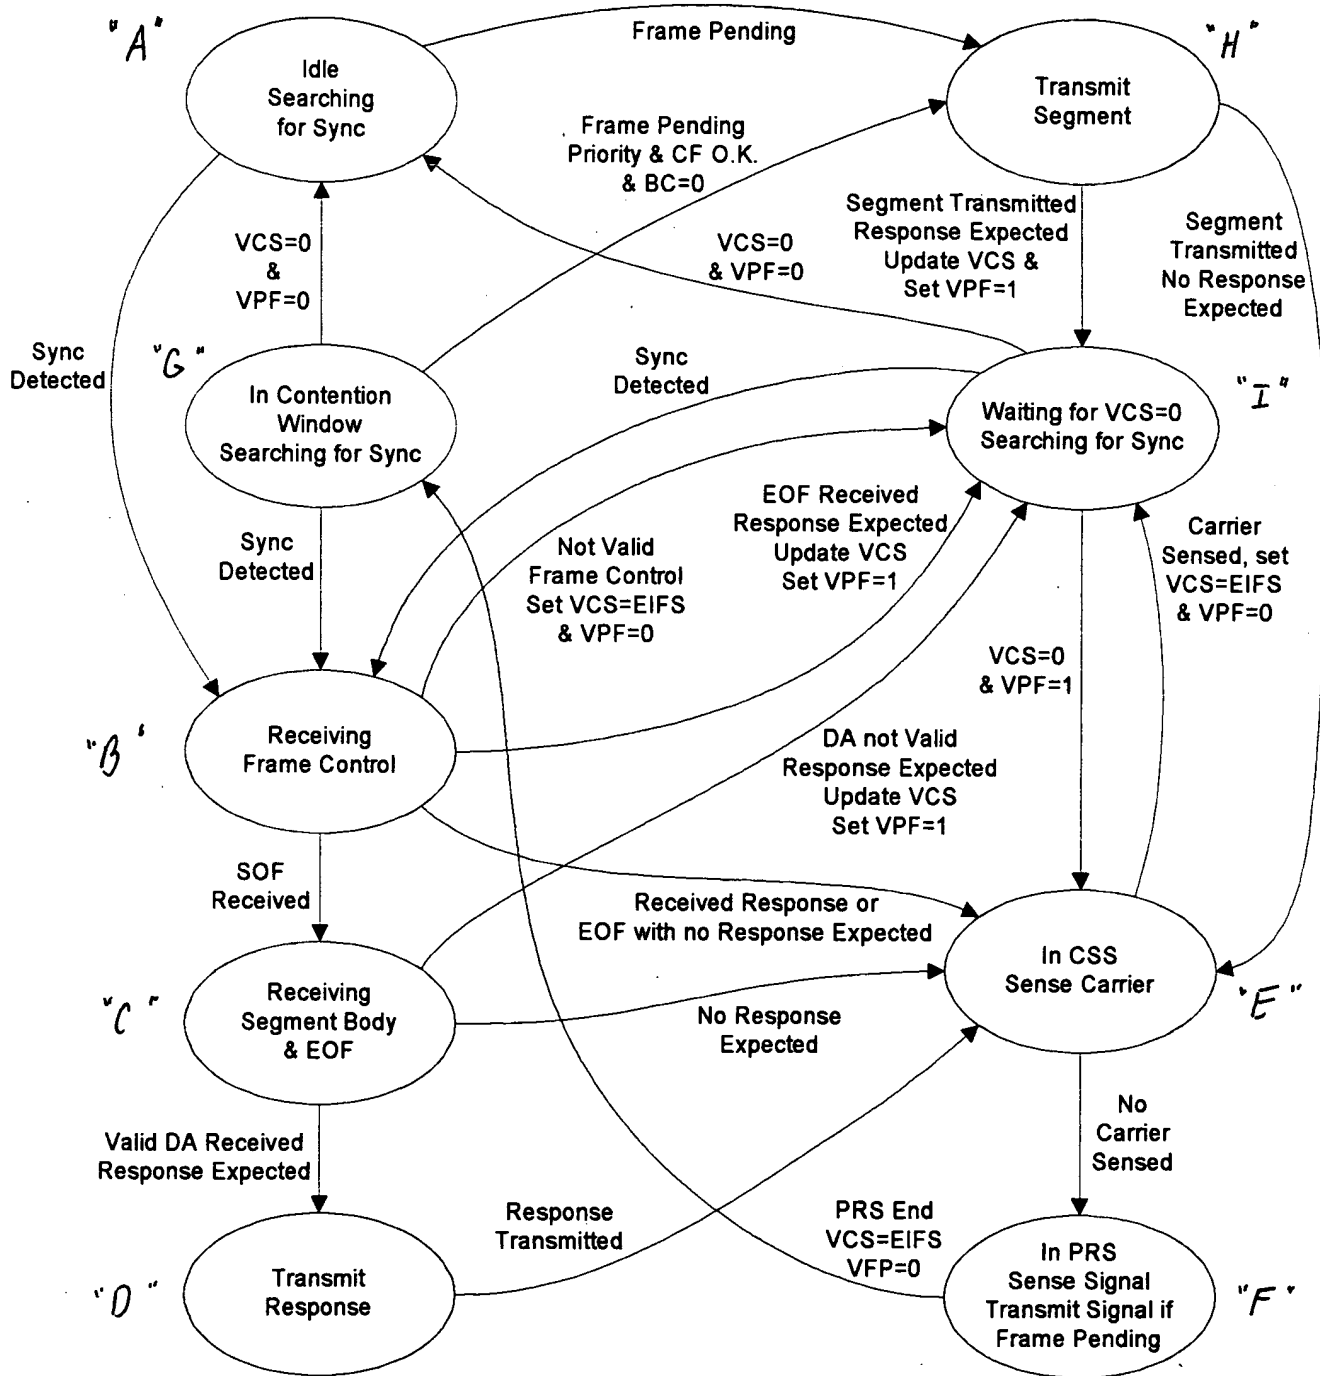 "A"
Idle
Searching
for Sync
Frame Pending
"H"
Transmit
Segment
Frame Pending
Priority & CF O.K.
& BC=0
VCS=0
&
VPF=0
VCS=0
& VPF=0
Segment Transmitted
Response Expected
Update VCS &
Set VPF=1
Segment
Transmitted
No Response
Expected
Sync
Detected
"G"
In Contention
Window
Searching for Sync
Sync
Detected
Waiting for VCS=0
Searching for Sync
"I"
Sync
Detected
Not Valid
Frame Control
Set VCS=EIFS
& VPF=0
EOF Received
Response Expected
Update VCS
Set VPF=1
Carrier
Sensed, set
VCS=EIFS
& VPF=0
VCS=0
& VPF=1
"B"
Receiving
Frame Control
DA not Valid
Response Expected
Update VCS
Set VPF=1
SOF
Received
Received Response or
EOF with no Response Expected
In CSS
Sense Carrier
"E"
"C"
Receiving
Segment Body
& EOF
No Response
Expected
No
Carrier
Sensed
Valid DA Received
Response Expected
Response
Transmitted
PRS End
VCS=EIFS
VFP=0
"D"
Transmit
Response
In PRS
Sense Signal
Transmit Signal if
Frame Pending
"F"